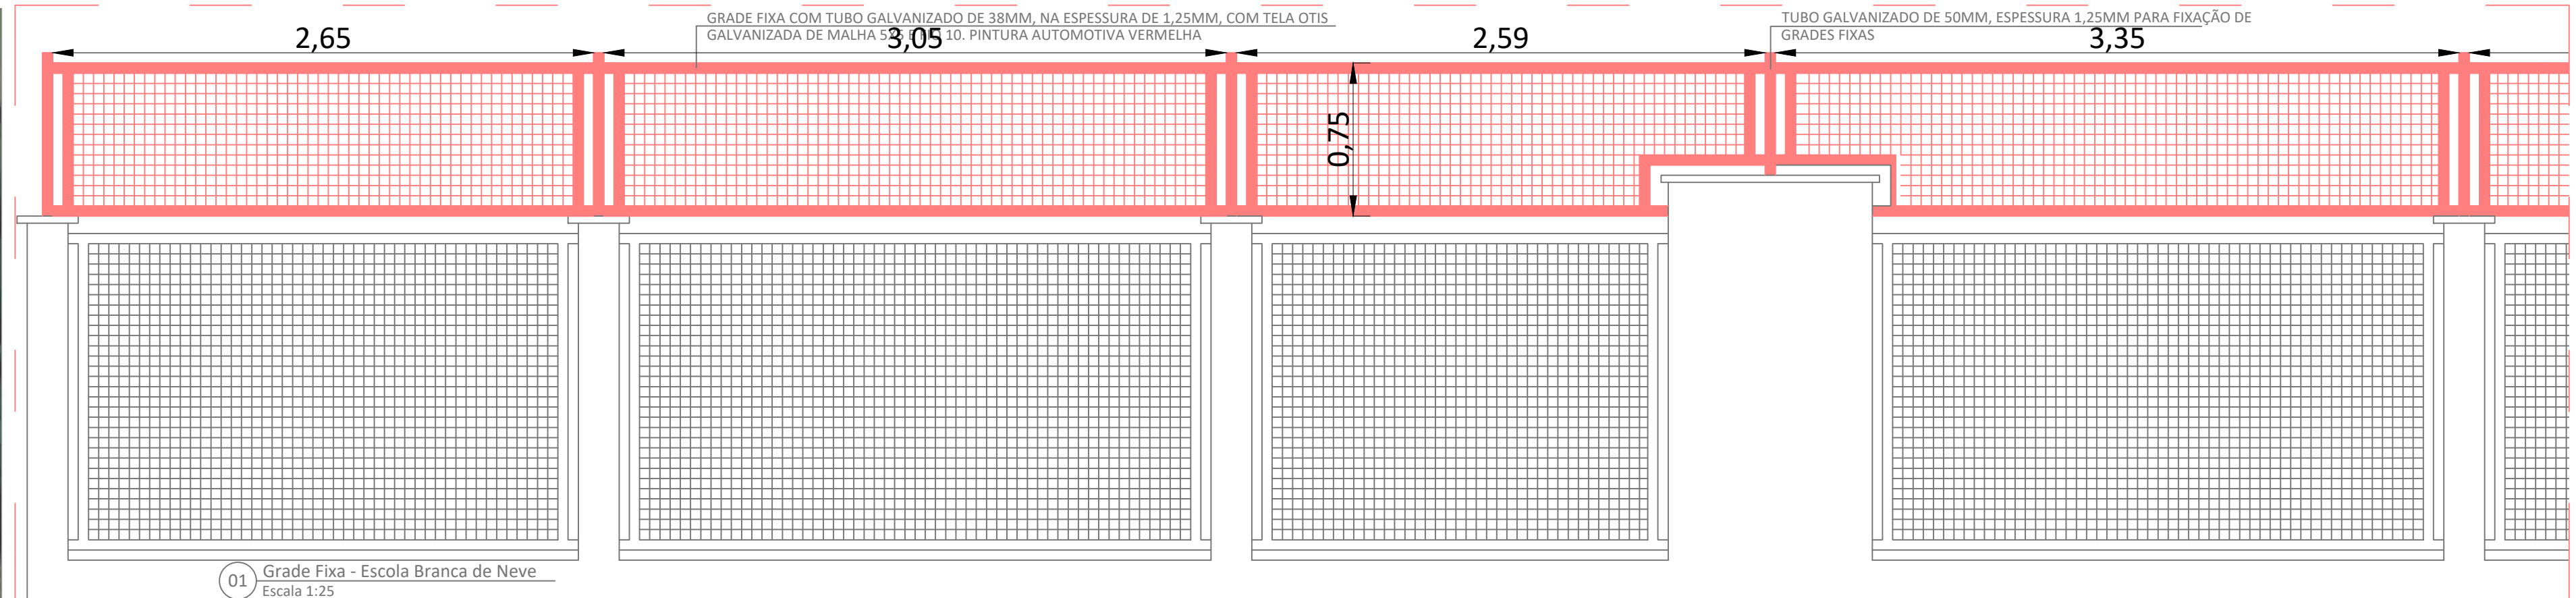 GRADE FIXA COM TUBO GALVANIZADO DE 38MM, NA ESPESSURA DE 1,25MM, COM TELA OTIS
GALVANIZADA DE MALHA 10. PINTURA AUTOMOTIVA VERMELHA
TUBO GALVANIZADO DE 50MM, ESPESSURA 1,25MM PARA FIXAÇÃO DE
GRADES FIXAS
2,65
3,05
2,59
3,35
0,75
01
Grade Fixa - Escola Branca de Neve
Escala 1:25